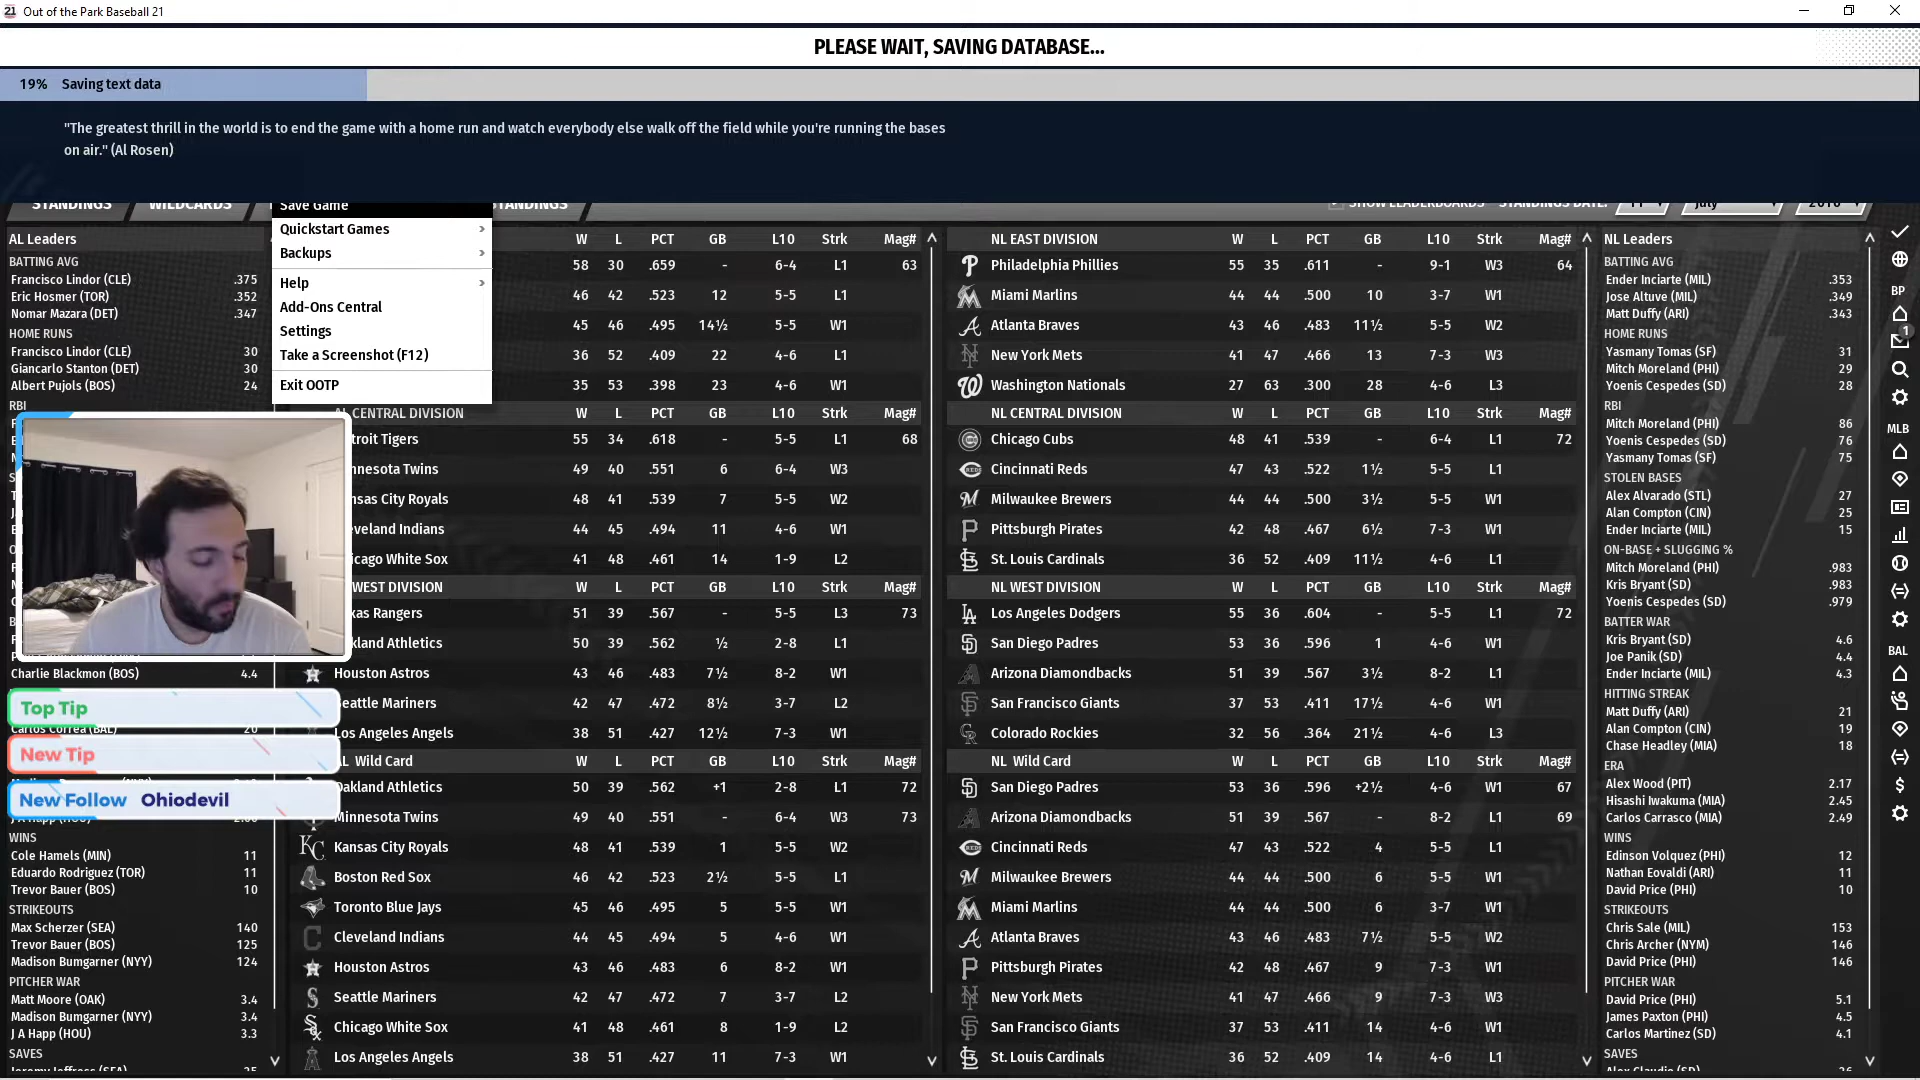 Out of the Park Baseball 21
PLEASE WAIT, SAVING DATABASE...
19% Saving text data
"The greatest thrill in the world is to end the game with a home run and watch everybody else walk off the field while you're running the bases
on air." (Al Rosen)
STANDINGS WILDCARDS STANDINGS SHOW LEADERBOARDS STANDINGS DATE: 11 July
Save Game
Quickstart Games
Backups
Help
Add-Ons Central
Settings
Take a Screenshot (F12)
Exit OOTP
AL Leaders
BATTING AVG
Francisco Lindor (CLE) .375
Eric Hosmer (TOR) .352
Nomar Mazara (DET) .347
HOME RUNS
Francisco Lindor (CLE) 30
Giancarlo Stanton (DET) 30
Albert Pujols (BOS) 24
RBI
Charlie Blackmon (BOS) 4.4
Top Tip
Carlos Correa (BAL) 20
New Tip
New Follow Ohiodevil
J A Happ (HOU)
WINS
Cole Hamels (MIN) 11
Eduardo Rodriguez (TOR) 11
Trevor Bauer (BOS) 10
STRIKEOUTS
Max Scherzer (SEA) 140
Trevor Bauer (BOS) 125
Madison Bumgarner (NYY) 124
PITCHER WAR
Matt Moore (OAK) 3.4
Madison Bumgarner (NYY) 3.4
J A Happ (HOU) 3.3
SAVES
W L PCT GB L10 Strk Mag#
58 30 .659 - 6-4 L1 63
46 42 .523 12 5-5 L1
45 46 .495 14½ 5-5 W1
36 52 .409 22 4-6 L1
35 53 .398 23 4-6 W1
AL CENTRAL DIVISION W L PCT GB L10 Strk Mag#
troit Tigers 55 34 .618 - 5-5 L1 68
nnesota Twins 49 40 .551 6 6-4 W3
nsas City Royals 48 41 .539 7 5-5 W2
eveland Indians 44 45 .494 11 4-6 W1
icago White Sox 41 48 .461 14 1-9 L2
WEST DIVISION W L PCT GB L10 Strk Mag#
xas Rangers 51 39 .567 - 5-5 L3 73
kland Athletics 50 39 .562 ½ 2-8 L1
Houston Astros 43 46 .483 7½ 8-2 W1
eattle Mariners 42 47 .472 8½ 3-7 L2
Los Angeles Angels 38 51 .427 12½ 7-3 W1
AL Wild Card W L PCT GB L10 Strk Mag#
Oakland Athletics 50 39 .562 +1 2-8 L1 72
Minnesota Twins 49 40 .551 - 6-4 W3 73
Kansas City Royals 48 41 .539 1 5-5 W2
Boston Red Sox 46 42 .523 2½ 5-5 L1
Toronto Blue Jays 45 46 .495 5 5-5 W1
Cleveland Indians 44 45 .494 5 4-6 W1
Houston Astros 43 46 .483 6 8-2 W1
Seattle Mariners 42 47 .472 7 3-7 L2
Chicago White Sox 41 48 .461 8 1-9 L2
Los Angeles Angels 38 51 .427 11 7-3 W1
NL EAST DIVISION W L PCT GB L10 Strk Mag#
Philadelphia Phillies 55 35 .611 - 9-1 W3 64
Miami Marlins 44 44 .500 10 3-7 W1
Atlanta Braves 43 46 .483 11½ 5-5 W2
New York Mets 41 47 .466 13 7-3 W3
Washington Nationals 27 63 .300 28 4-6 L3
NL CENTRAL DIVISION W L PCT GB L10 Strk Mag#
Chicago Cubs 48 41 .539 - 6-4 L1 72
Cincinnati Reds 47 43 .522 1½ 5-5 L1
Milwaukee Brewers 44 44 .500 3½ 5-5 W1
Pittsburgh Pirates 42 48 .467 6½ 7-3 W1
St. Louis Cardinals 36 52 .409 11½ 4-6 L1
NL WEST DIVISION W L PCT GB L10 Strk Mag#
Los Angeles Dodgers 55 36 .604 - 5-5 L1 72
San Diego Padres 53 36 .596 1 4-6 W1
Arizona Diamondbacks 51 39 .567 3½ 8-2 L1
San Francisco Giants 37 53 .411 17½ 4-6 W1
Colorado Rockies 32 56 .364 21½ 4-6 L3
NL Wild Card W L PCT GB L10 Strk Mag#
San Diego Padres 53 36 .596 +2½ 4-6 W1 67
Arizona Diamondbacks 51 39 .567 - 8-2 L1 69
Cincinnati Reds 47 43 .522 4 5-5 L1
Milwaukee Brewers 44 44 .500 6 5-5 W1
Miami Marlins 44 44 .500 6 3-7 W1
Atlanta Braves 43 46 .483 7½ 5-5 W2
Pittsburgh Pirates 42 48 .467 9 7-3 W1
New York Mets 41 47 .466 9 7-3 W3
San Francisco Giants 37 53 .411 14 4-6 W1
St. Louis Cardinals 36 52 .409 14 4-6 L1
NL Leaders
BATTING AVG
Ender Inciarte (MIL) .353
Jose Altuve (MIL) .349
Matt Duffy (ARI) .343
HOME RUNS
Yasmany Tomas (SF) 31
Mitch Moreland (PHI) 29
Yoenis Cespedes (SD) 28
RBI
Mitch Moreland (PHI) 86
Yoenis Cespedes (SD) 76
Yasmany Tomas (SF) 75
STOLEN BASES
Alex Alvarado (STL) 27
Alan Compton (CIN) 25
Ender Inciarte (MIL) 15
ON-BASE + SLUGGING %
Mitch Moreland (PHI) .983
Kris Bryant (SD) .983
Yoenis Cespedes (SD) .979
BATTER WAR
Kris Bryant (SD) 4.6
Joe Panik (SD) 4.4
Ender Inciarte (MIL) 4.3
HITTING STREAK
Matt Duffy (ARI) 21
Alan Compton (CIN) 19
Chase Headley (MIA) 18
ERA
Alex Wood (PIT) 2.17
Hisashi Iwakuma (MIA) 2.45
Carlos Carrasco (MIA) 2.49
WINS
Edinson Volquez (PHI) 12
Nathan Eovaldi (ARI) 11
David Price (PHI) 10
STRIKEOUTS
Chris Sale (MIL) 153
Chris Archer (NYM) 146
David Price (PHI) 146
PITCHER WAR
David Price (PHI) 5.1
James Paxton (PHI) 4.5
Carlos Martinez (SD) 4.1
SAVES
BP
1
MLB
BAL